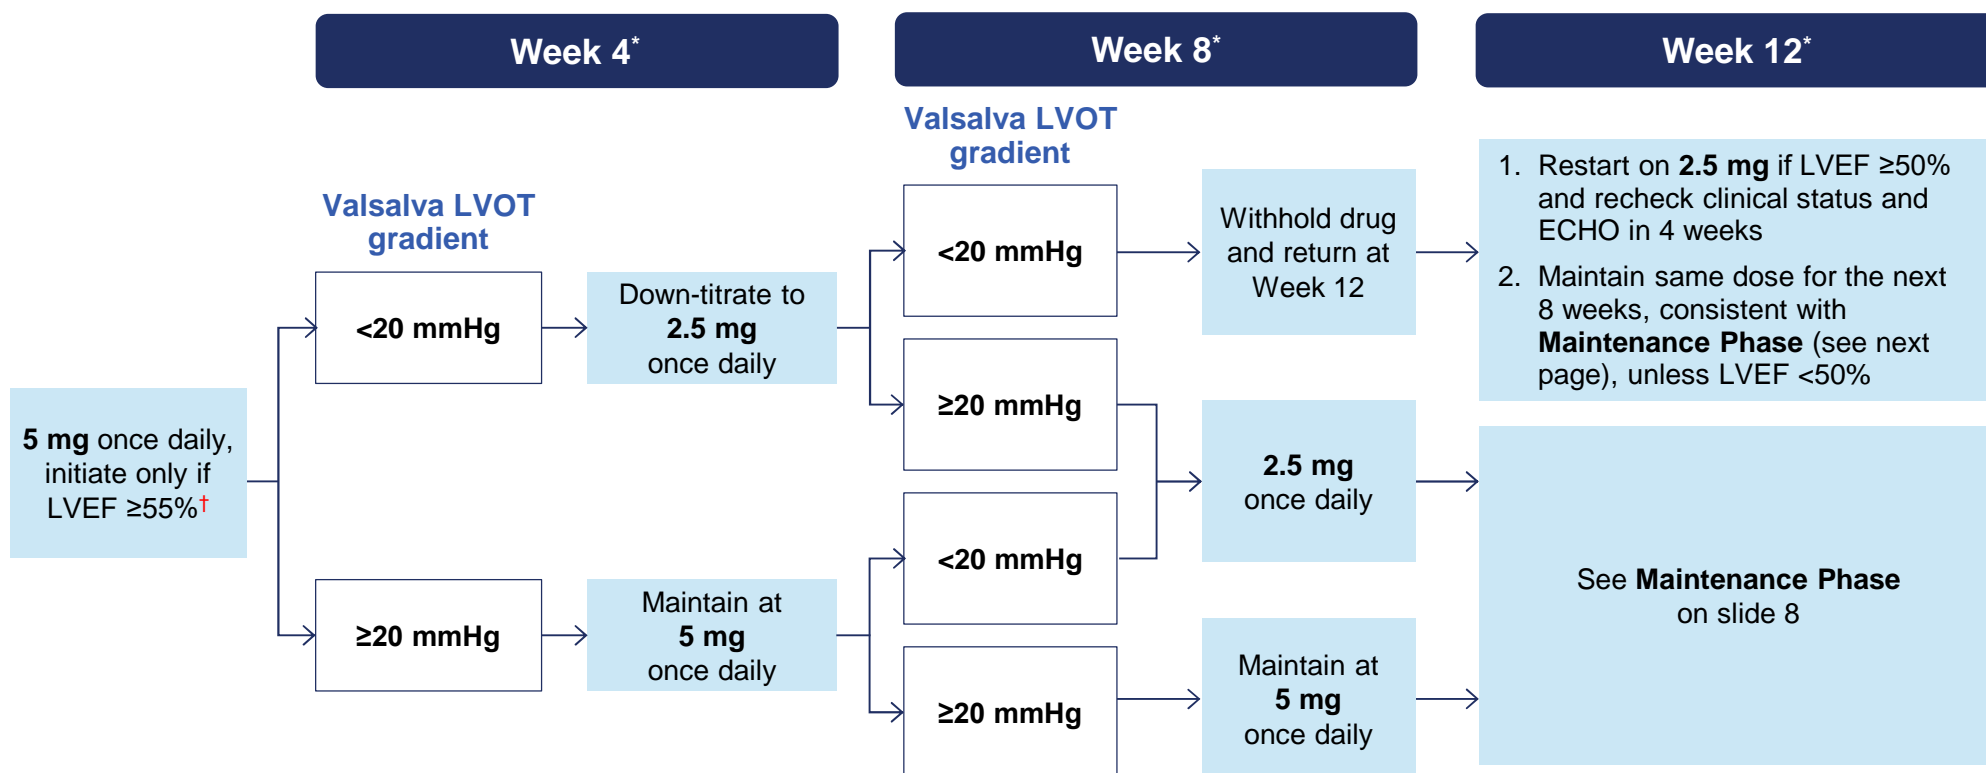 Week 4*
Week 8*
Week 12*
Valsalva LVOT
gradient
Valsalva LVOT
gradient
5 mg once daily,
initiate only if
LVEF ≥55%†
<20 mmHg
Down-titrate to
2.5 mg
once daily
≥20 mmHg
Maintain at
5 mg
once daily
<20 mmHg
Withhold drug
and return at
Week 12
≥20 mmHg
2.5 mg
once daily
<20 mmHg
≥20 mmHg
Maintain at
5 mg
once daily
1. Restart on 2.5 mg if LVEF ≥50%
and recheck clinical status and
ECHO in 4 weeks
2. Maintain same dose for the next
8 weeks, consistent with
Maintenance Phase (see next
page), unless LVEF <50%
See Maintenance Phase
on slide 8